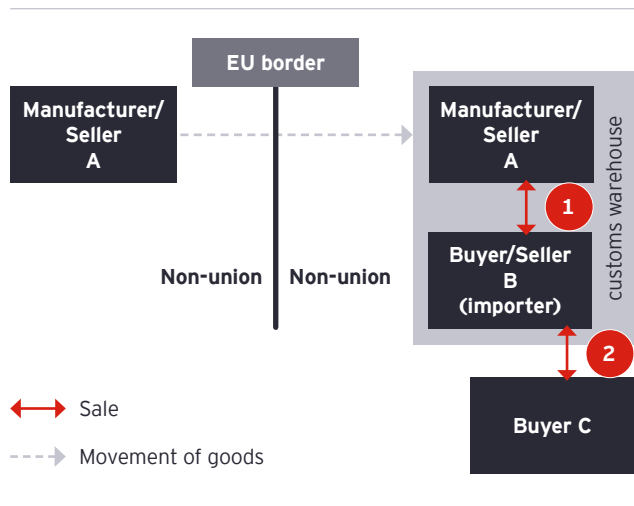 EU border
Manufacturer/
Seller
A
Manufacturer/
Seller
A
customs warehouse
1
Buyer/Seller
B
(importer)
Non-union
Non-union
2
Sale
Buyer C
Movement of goods